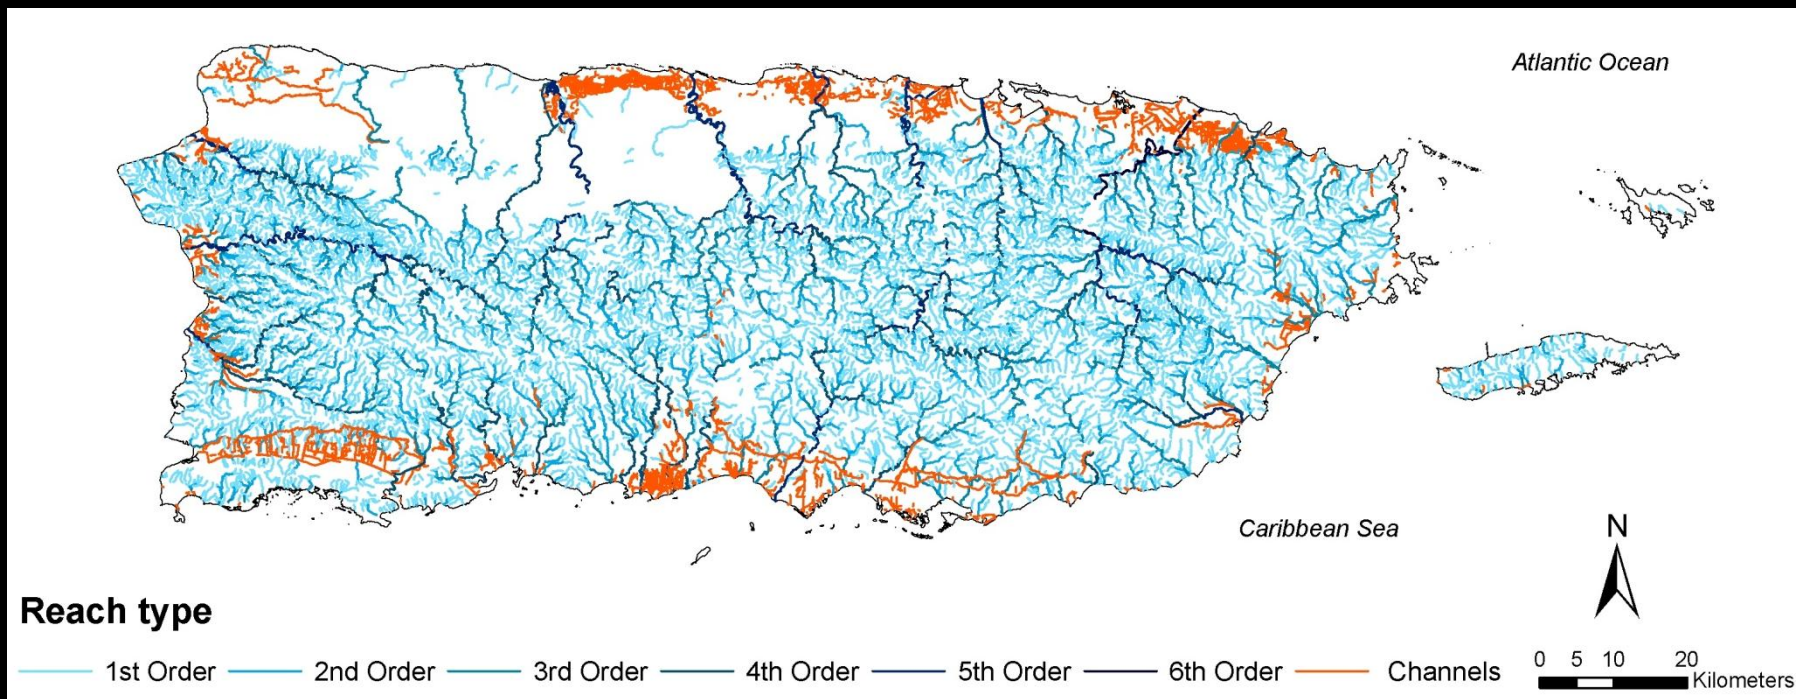 Atlantic Ocean
Caribbean Sea
N
Reach type
1st Order 2nd Order 3rd Order 4th Order 5th Order 6th Order Channels
0 5 10 20
Kilometers